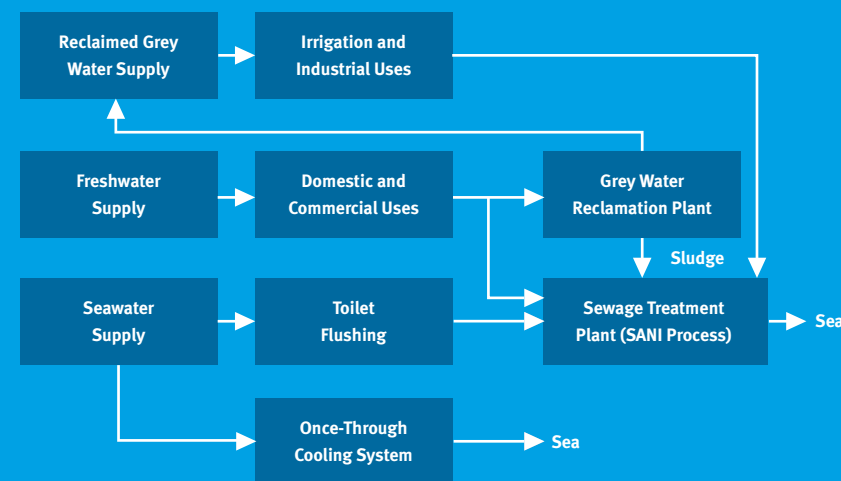 Reclaimed Grey
Water Supply
Irrigation and
Industrial Uses
Freshwater
Supply
Domestic and
Commercial Uses
Grey Water
Reclamation Plant
Sludge
Seawater
Supply
Toilet
Flushing
Sewage Treatment
Plant (SANI Process)
Sea
Once-Through
Cooling System
Sea